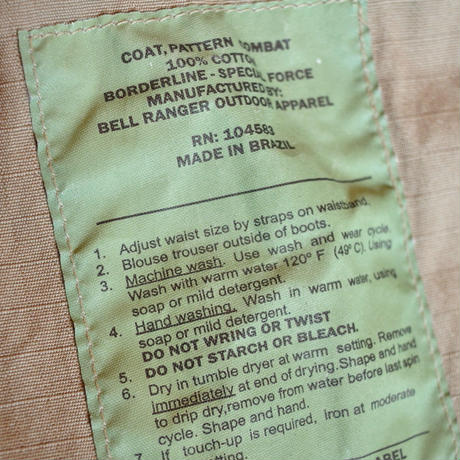 COAT, PATTERN COMBAT
100% COTTON
BORDERLINE - SPECIAL FORCE
MANUFACTURED BY:
BELL RANGER OUTDOOR APPAREL
RN: 104583
MADE IN BRAZIL
1. Adjust waist size by straps on waistband.
2. Blouse trouser outside of boots.
3. Machine wash. Use wash and wear cycle.
Wash with warm water 120° F (49° C). Using
soap or mild detergent.
4. Hand washing. Wash in warm water, using
soap or mild detergent.
DO NOT WRING OR TWIST
5. DO NOT STARCH OR BLEACH.
6. Dry in tumble dryer at warm setting. Remove
immediately at end of drying. Shape and hand
to drip dry, remove from water before last spin
cycle. Shape and hand.
7. If touch-up is required, iron at moderate